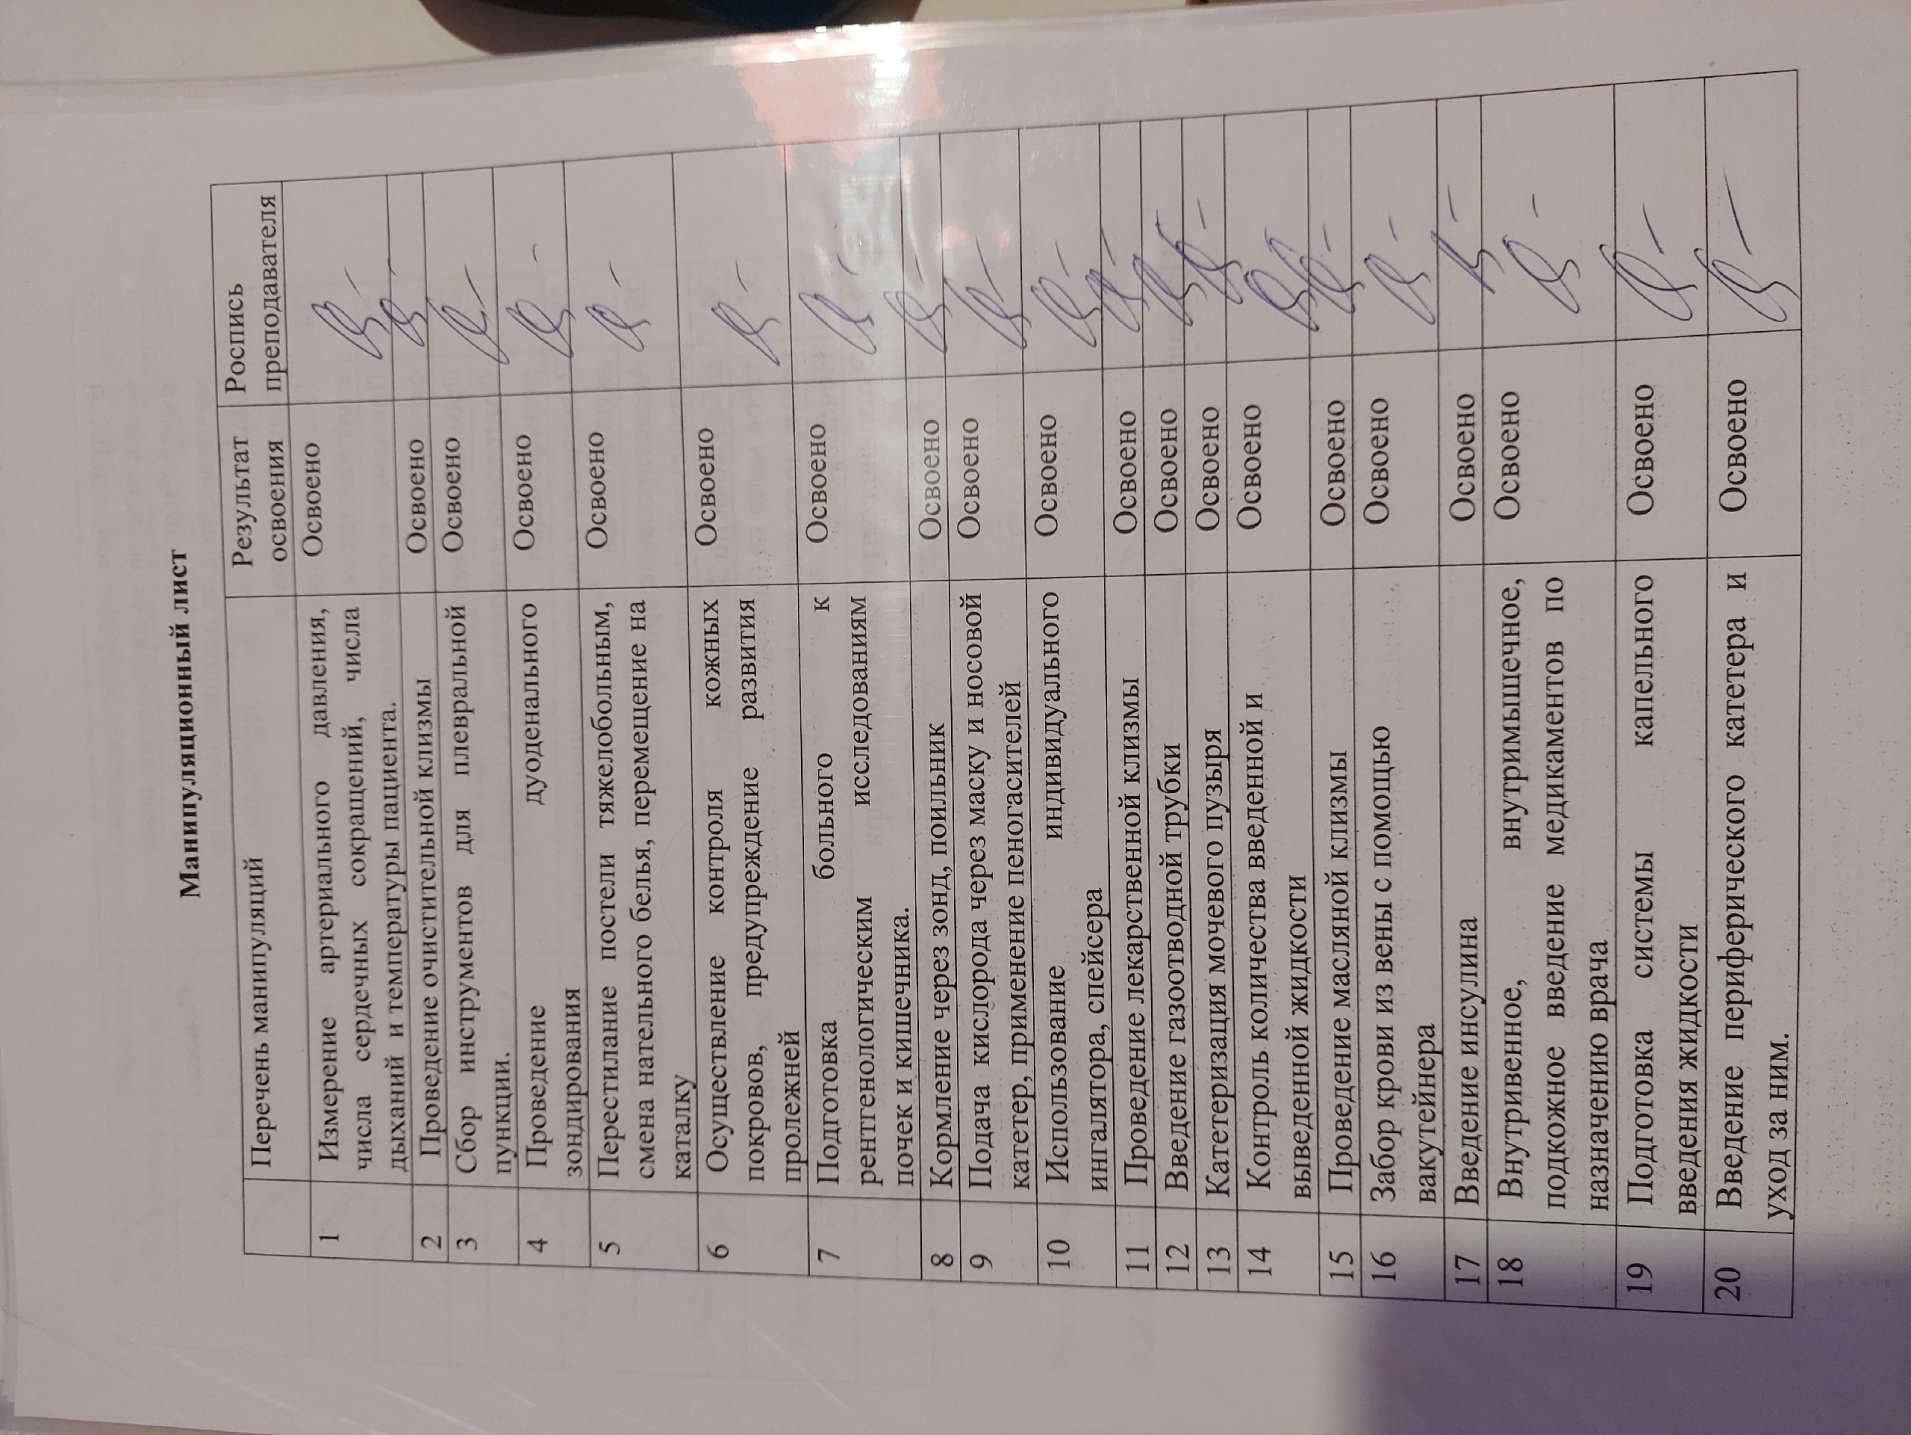 Манипуляционный лист
Перечень манипуляций
Результат
освоения
Роспись
преподавателя
1
Измерение артериального давления,
числа сердечных сокращений, числа
дыханий и температуры пациента.
Освоено
2
Проведение очистительной клизмы
Освоено
3
Сбор инструментов для плевральной
пункции.
Освоено
4
Проведение дуоденального
зондирования
Освоено
5
Перестилание постели тяжелобольным,
смена нательного белья, перемещение на
каталку
Освоено
6
Осуществление контроля кожных
покровов, предупреждение развития
пролежней
Освоено
7
Подготовка больного к
рентгенологическим исследованиям
почек и кишечника.
Освоено
8
Кормление через зонд, поильник
Освоено
9
Подача кислорода через маску и носовой
катетер, применение пеногасителей
Освоено
10
Использование индивидуального
ингалятора, спейсера
Освоено
11
Проведение лекарственной клизмы
Освоено
12
Введение газоотводной трубки
Освоено
13
Катетеризация мочевого пузыря
Освоено
14
Контроль количества введенной и
выведенной жидкости
Освоено
15
Проведение масляной клизмы
Освоено
16
Забор крови из вены с помощью
вакутейнера
Освоено
17
Введение инсулина
Освоено
18
Внутривенное, внутримышечное,
подкожное введение медикаментов по
назначению врача
Освоено
19
Подготовка системы капельного
введения жидкости
Освоено
20
Введение периферического катетера и
уход за ним.
Освоено